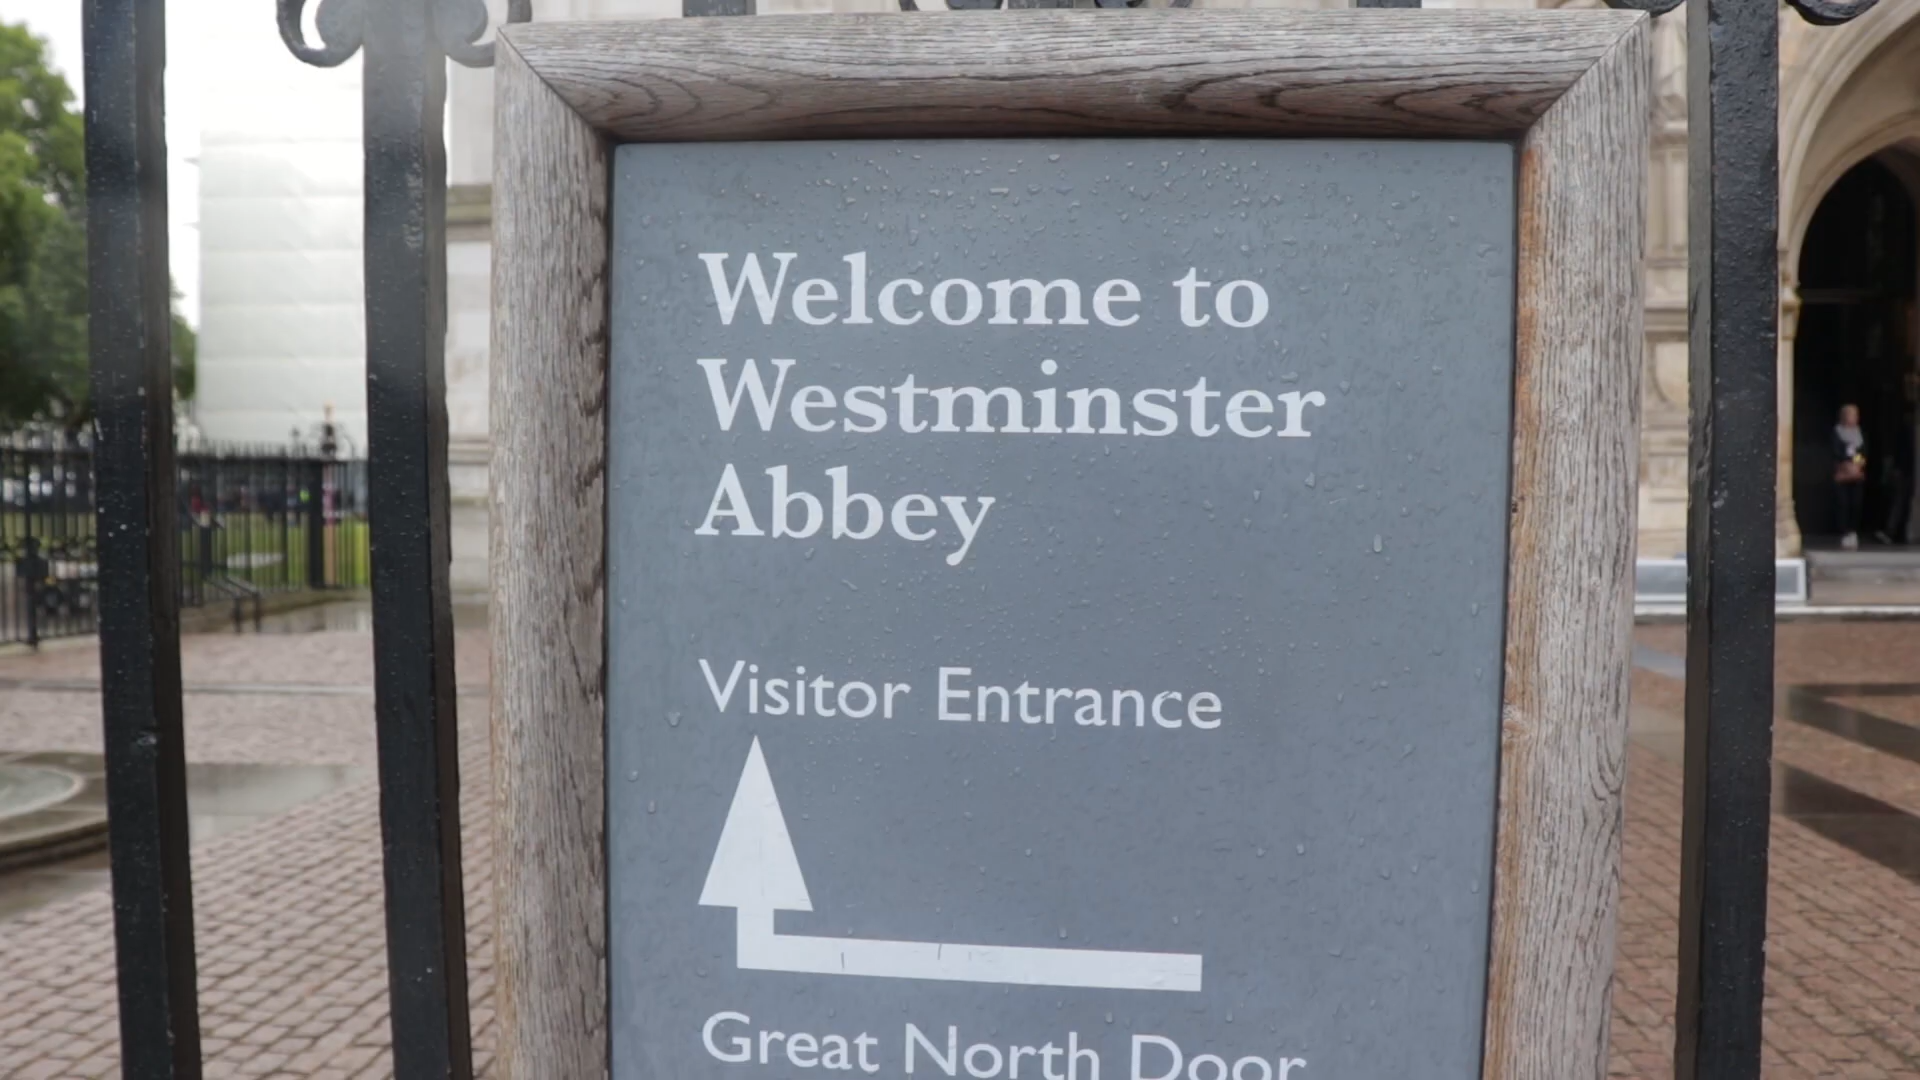 Welcome to
Westminster
Abbey
Visitor Entrance
Great North Door